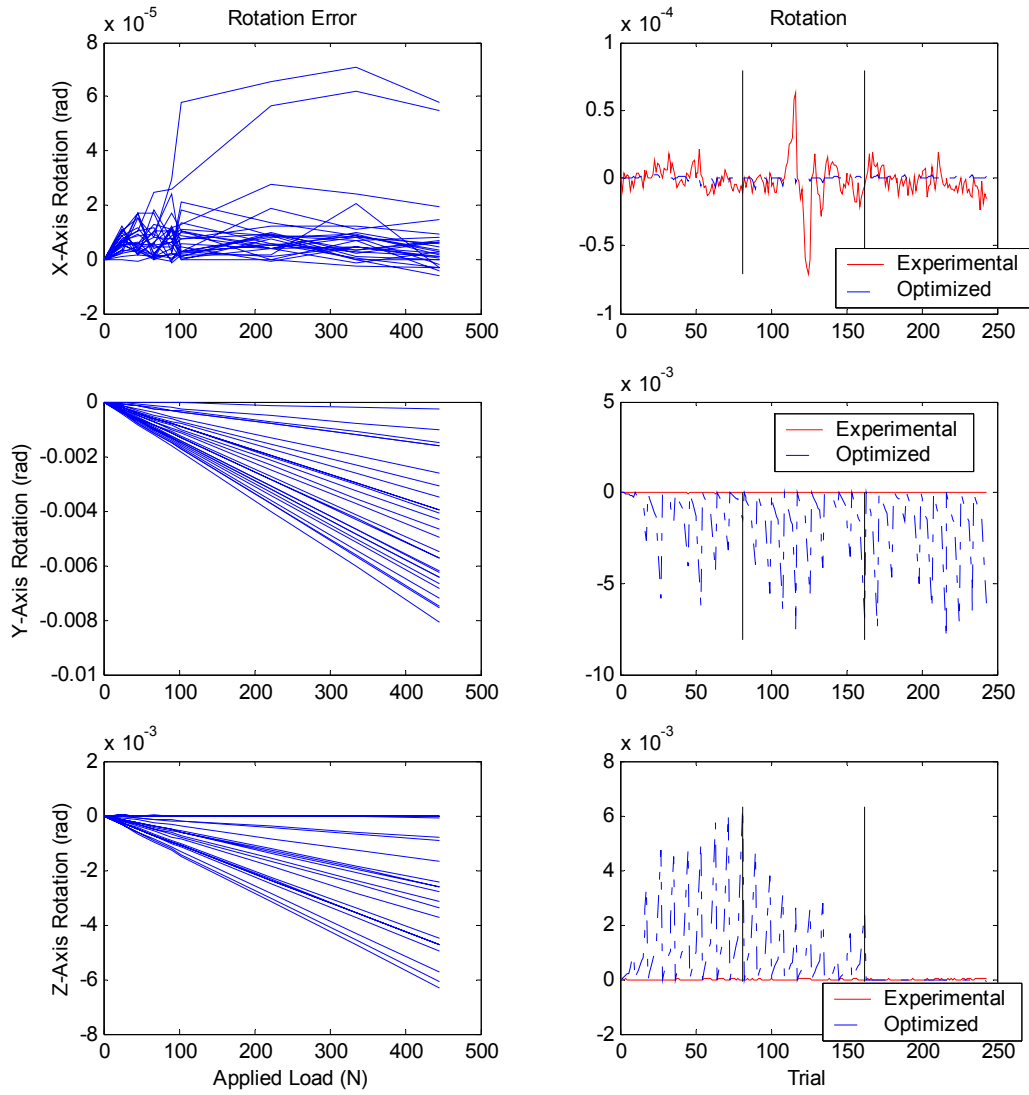 Rotation Error
x 10-5
8
6
4
2
0
-2
0 100 200 300 400 500
X-Axis Rotation (rad)
Rotation
x 10-4
1
0.5
0
-0.5
-1
0 50 100 150 200 250
Experimental
Optimized
0
-0.002
-0.004
-0.006
-0.008
-0.01
0 100 200 300 400 500
Y-Axis Rotation (rad)
x 10-3
5
0
-5
-10
0 50 100 150 200 250
Experimental
Optimized
x 10-3
2
0
-2
-4
-6
-8
0 100 200 300 400 500
Z-Axis Rotation (rad)
Applied Load (N)
x 10-3
8
6
4
2
0
-2
0 50 100 150 200 250
Experimental
Optimized
Trial